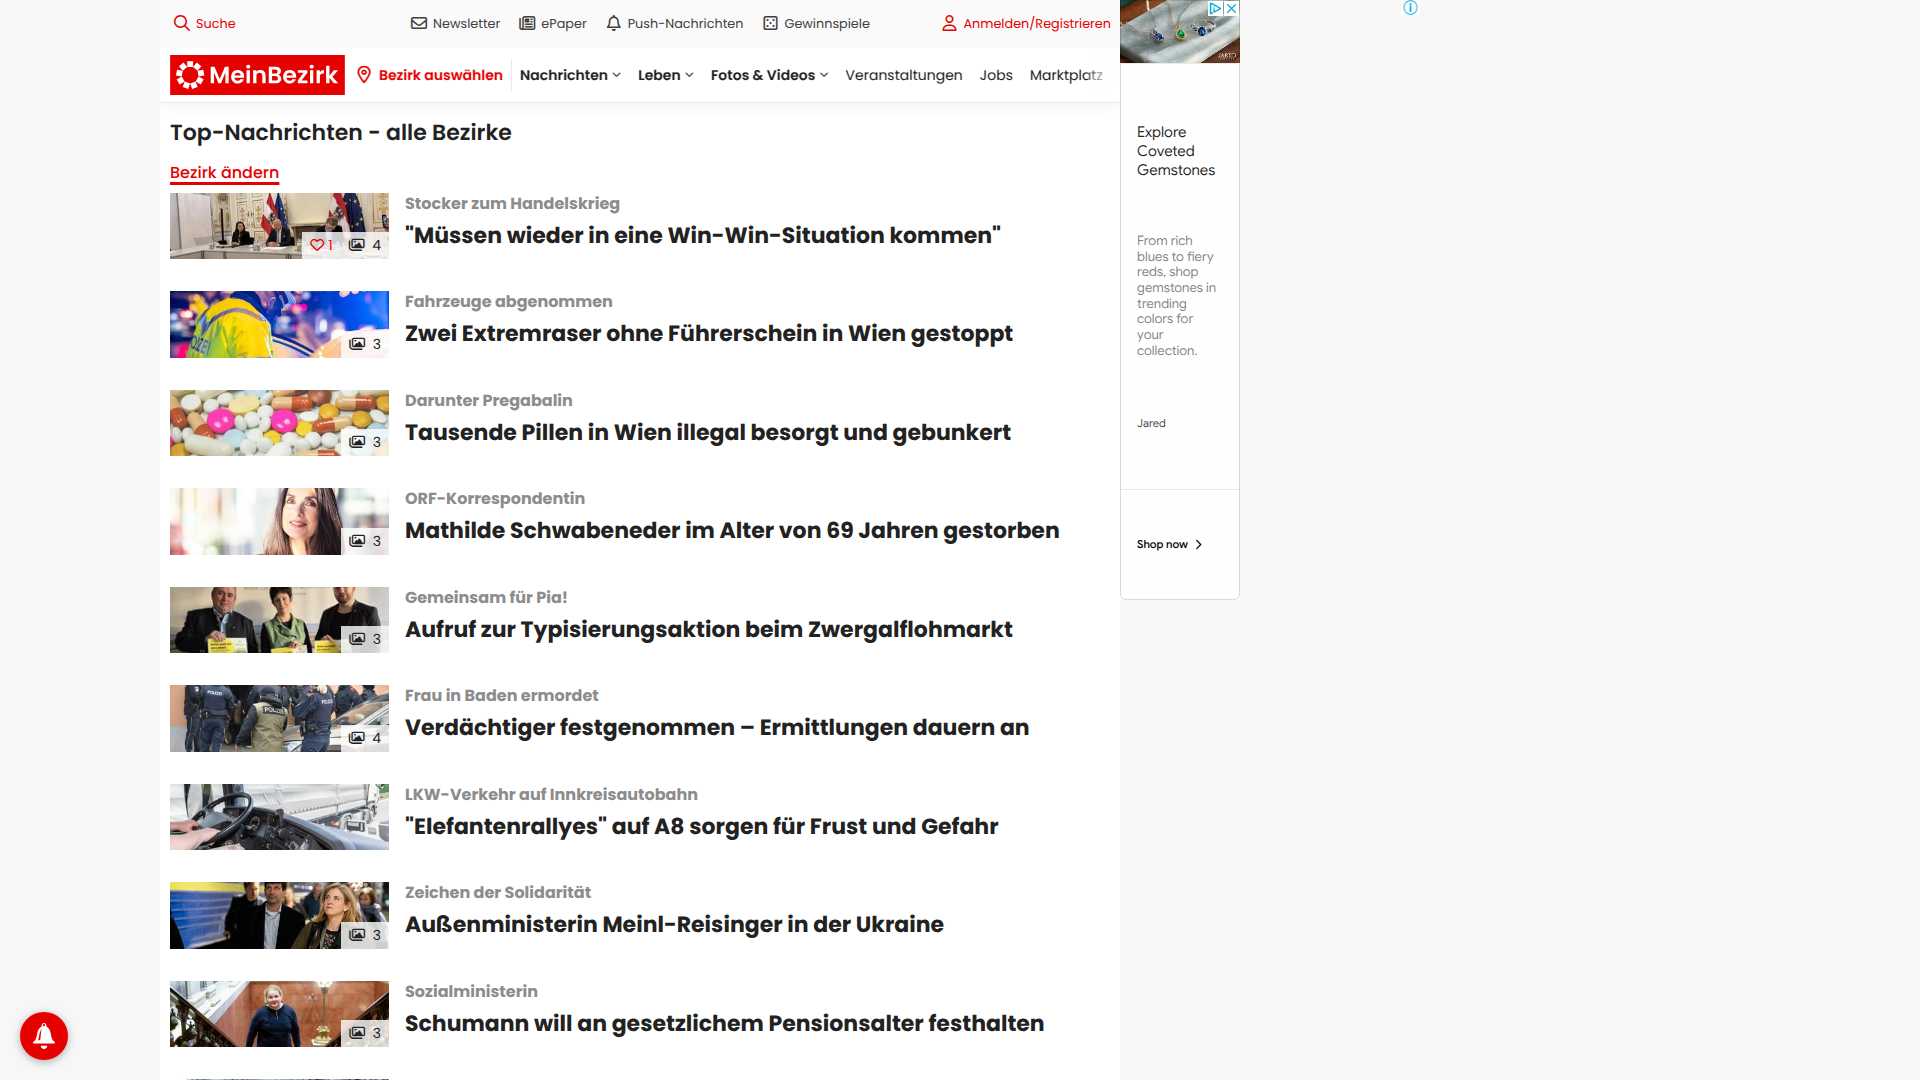 Suche
Newsletter
ePaper
Push-Nachrichten
Gewinnspiele
Anmelden/Registrieren
MeinBezirk
Bezirk auswählen
Nachrichten
Leben
Fotos & Videos
Veranstaltungen
Jobs
Marktplatz
Top-Nachrichten - alle Bezirke
Bezirk ändern
Stocker zum Handelskrieg
"Müssen wieder in eine Win-Win-Situation kommen"
1
4
Fahrzeuge abgenommen
Zwei Extremraser ohne Führerschein in Wien gestoppt
3
Darunter Pregabalin
Tausende Pillen in Wien illegal besorgt und gebunkert
3
ORF-Korrespondentin
Mathilde Schwabeneder im Alter von 69 Jahren gestorben
3
Gemeinsam für Pia!
Aufruf zur Typisierungsaktion beim Zwergalflohmarkt
3
Frau in Baden ermordet
Verdächtiger festgenommen – Ermittlungen dauern an
4
LKW-Verkehr auf Innkreisautobahn
"Elefantenrallyes" auf A8 sorgen für Frust und Gefahr
Zeichen der Solidarität
Außenministerin Meinl-Reisinger in der Ukraine
3
Sozialministerin
Schumann will an gesetzlichem Pensionsalter festhalten
3
Explore
Coveted
Gemstones
From rich
blues to fiery
reds, shop
gemstones in
trending
colors for
your
collection.
Jared
Shop now